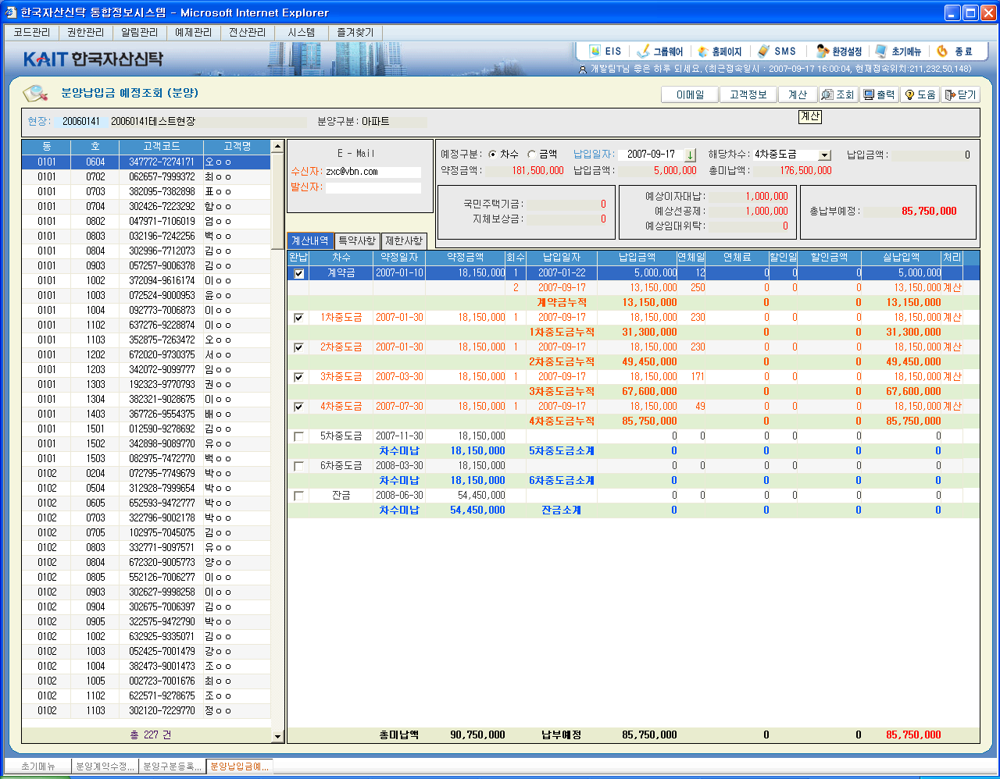 한국자산신탁 통합정보시스템 - Microsoft Internet Explorer
코드관리 권한관리 알림관리 예제관리 전산관리 시스템 즐겨찾기
KAIT 한국자산신탁
EIS 그룹웨어 홈페이지 SMS 환경설정 초기메뉴 종료
개발팀T님 좋은 하루 되세요. (최근접속일시 : 2007-09-17 16:00:04, 현재접속위치:211,232,50,148)
분양납입금 예정조회 (분양)
이메일 고객정보 계산 조회 출력 도움 닫기
계산
현장: 20060141 20060141테스트현장 분양구분: 아파트
동 호 고객코드 고객명
0101 0604 347772-7274171 오ㅇㅇ
0101 0702 062657-7999372 최ㅇㅇ
0101 0703 382095-7382898 표ㅇㅇ
0101 0704 302426-7223292 함ㅇㅇ
0101 0802 047971-7106019 엄ㅇㅇ
0101 0803 032196-7242256 백ㅇㅇ
0101 0804 302996-7712073 김ㅇㅇ
0101 0903 057257-9006378 김ㅇㅇ
0101 1002 372094-9616174 이ㅇㅇ
0101 1003 072524-9000953 윤ㅇㅇ
0101 1004 092773-7006873 이ㅇㅇ
0101 1102 637276-9228874 이ㅇㅇ
0101 1103 352875-7263472 오ㅇㅇ
0101 1202 672020-9730375 서ㅇㅇ
0101 1203 342072-9099777 임ㅇㅇ
0101 1303 192323-9770793 권ㅇㅇ
0101 1304 382321-9028675 이ㅇㅇ
0101 1403 367726-9554375 배ㅇㅇ
0101 1501 012590-9278692 김ㅇㅇ
0101 1502 342898-9089770 유ㅇㅇ
0101 1503 082975-7472770 백ㅇㅇ
0102 0204 072795-7749679 박ㅇㅇ
0102 0504 312928-7999654 박ㅇㅇ
0102 0605 652593-9472777 박ㅇㅇ
0102 0703 322796-9002178 박ㅇㅇ
0102 0705 102975-7045075 김ㅇㅇ
0102 0803 332771-9097571 유ㅇㅇ
0102 0804 672320-9005773 양ㅇㅇ
0102 0805 552126-7006277 이ㅇㅇ
0102 0903 302627-9998258 이ㅇㅇ
0102 0904 302675-7006397 김ㅇㅇ
0102 0905 322575-9472790 박ㅇㅇ
0102 1002 632925-9335071 김ㅇㅇ
0102 1003 052425-7001479 강ㅇㅇ
0102 1004 382473-9001473 조ㅇㅇ
0102 1005 002723-7001676 최ㅇㅇ
0102 1102 622571-9278675 조ㅇㅇ
0102 1103 302120-7229770 정ㅇㅇ
총 227 건
E - Mail
수신자: zxc@vbn.com
발신자:
예정구분: 차수 금액 납입일자: 2007-09-17 해당차수: 4차중도금 납입금액: 0
약정금액: 181,500,000 납입금액: 5,000,000 총미납액: 176,500,000
국민주택기금: 0
지체보상금: 0
예상이자대납: 1,000,000
예상선공제: 1,000,000
예상임대위탁: 0
총납부예정: 85,750,000
계산내역 특약사항 제한사항
완납 차수 약정일자 약정금액 회수 납입일자 납입금액 연체일 연체료 할인일 할인금액 실납입액 처리
계약금 2007-01-10 18,150,000 1 2007-01-22 5,000,000 12 0 0 0 5,000,000
2 2007-09-17 13,150,000 250 0 0 0 13,150,000 계산
계약금누적 13,150,000 0 0 13,150,000
1차중도금 2007-01-30 18,150,000 1 2007-09-17 18,150,000 230 0 0 0 18,150,000 계산
1차중도금누적 31,300,000 0 0 31,300,000
2차중도금 2007-01-30 18,150,000 1 2007-09-17 18,150,000 230 0 0 0 18,150,000 계산
2차중도금누적 49,450,000 0 0 49,450,000
3차중도금 2007-03-30 18,150,000 1 2007-09-17 18,150,000 171 0 0 0 18,150,000 계산
3차중도금누적 67,600,000 0 0 67,600,000
4차중도금 2007-07-30 18,150,000 1 2007-09-17 18,150,000 49 0 0 0 18,150,000 계산
4차중도금누적 85,750,000 0 0 85,750,000
5차중도금 2007-11-30 18,150,000 0 0 0 0 0 0
차수미납 18,150,000 5차중도금소계 0 0 0 0
6차중도금 2008-03-30 18,150,000 0 0 0 0 0 0
차수미납 18,150,000 6차중도금소계 0 0 0 0
잔금 2008-06-30 54,450,000 0 0 0 0 0 0
차수미납 54,450,000 잔금소계 0 0 0 0
총미납액 90,750,000 납부예정 85,750,000 0 0 85,750,000
초기메뉴 분양계약수정... 분양구분등록... 분양납입금예...